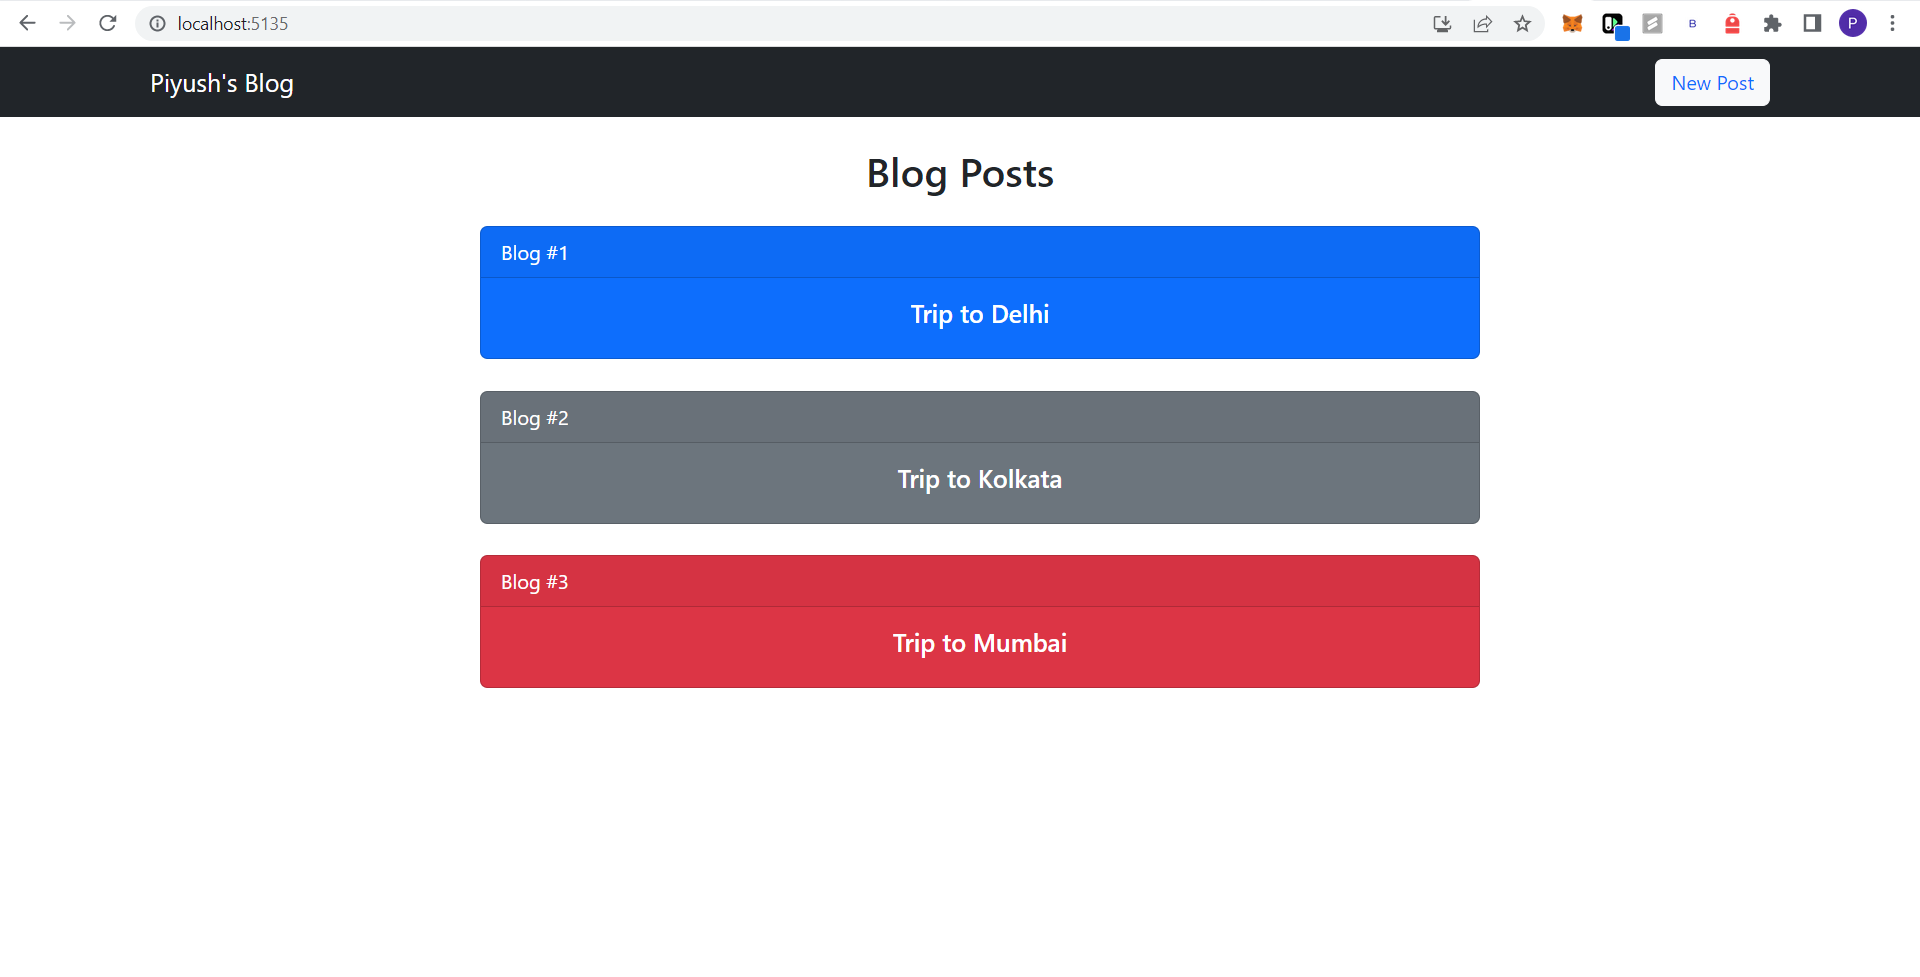 localhost:5135
B
P
Piyush's Blog
New Post
Blog Posts
Blog #1
Trip to Delhi
Blog #2
Trip to Kolkata
Blog #3
Trip to Mumbai